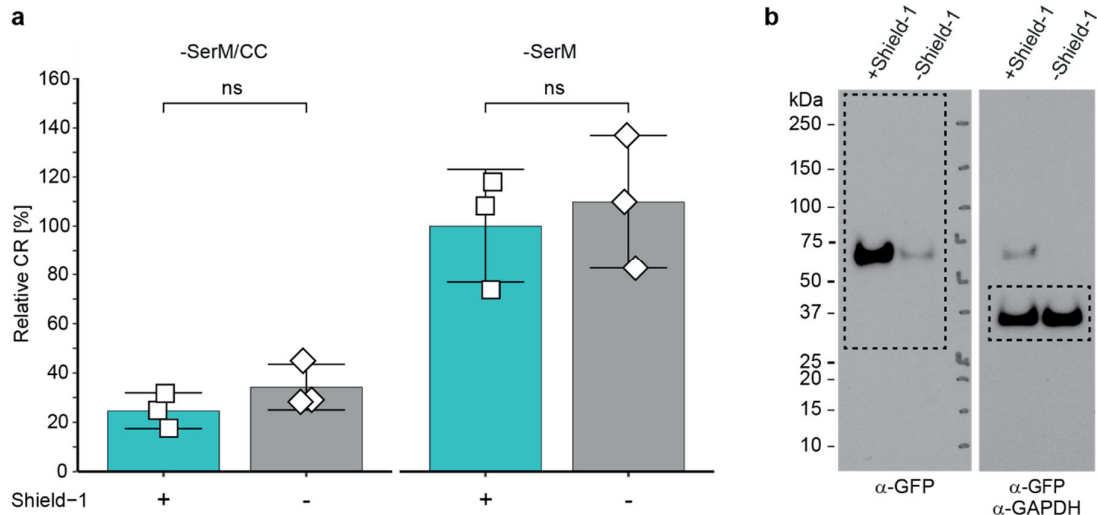 a
-SerM/CC
-SerM
ns
ns
Relative CR [%]
160
140
120
100
80
60
40
20
0
Shield−1
+
-
+
-
b
+Shield-1
-Shield-1
+Shield-1
-Shield-1
kDa
250
150
100
75
50
37
25
20
15
10
α-GFP
α-GFP
α-GAPDH